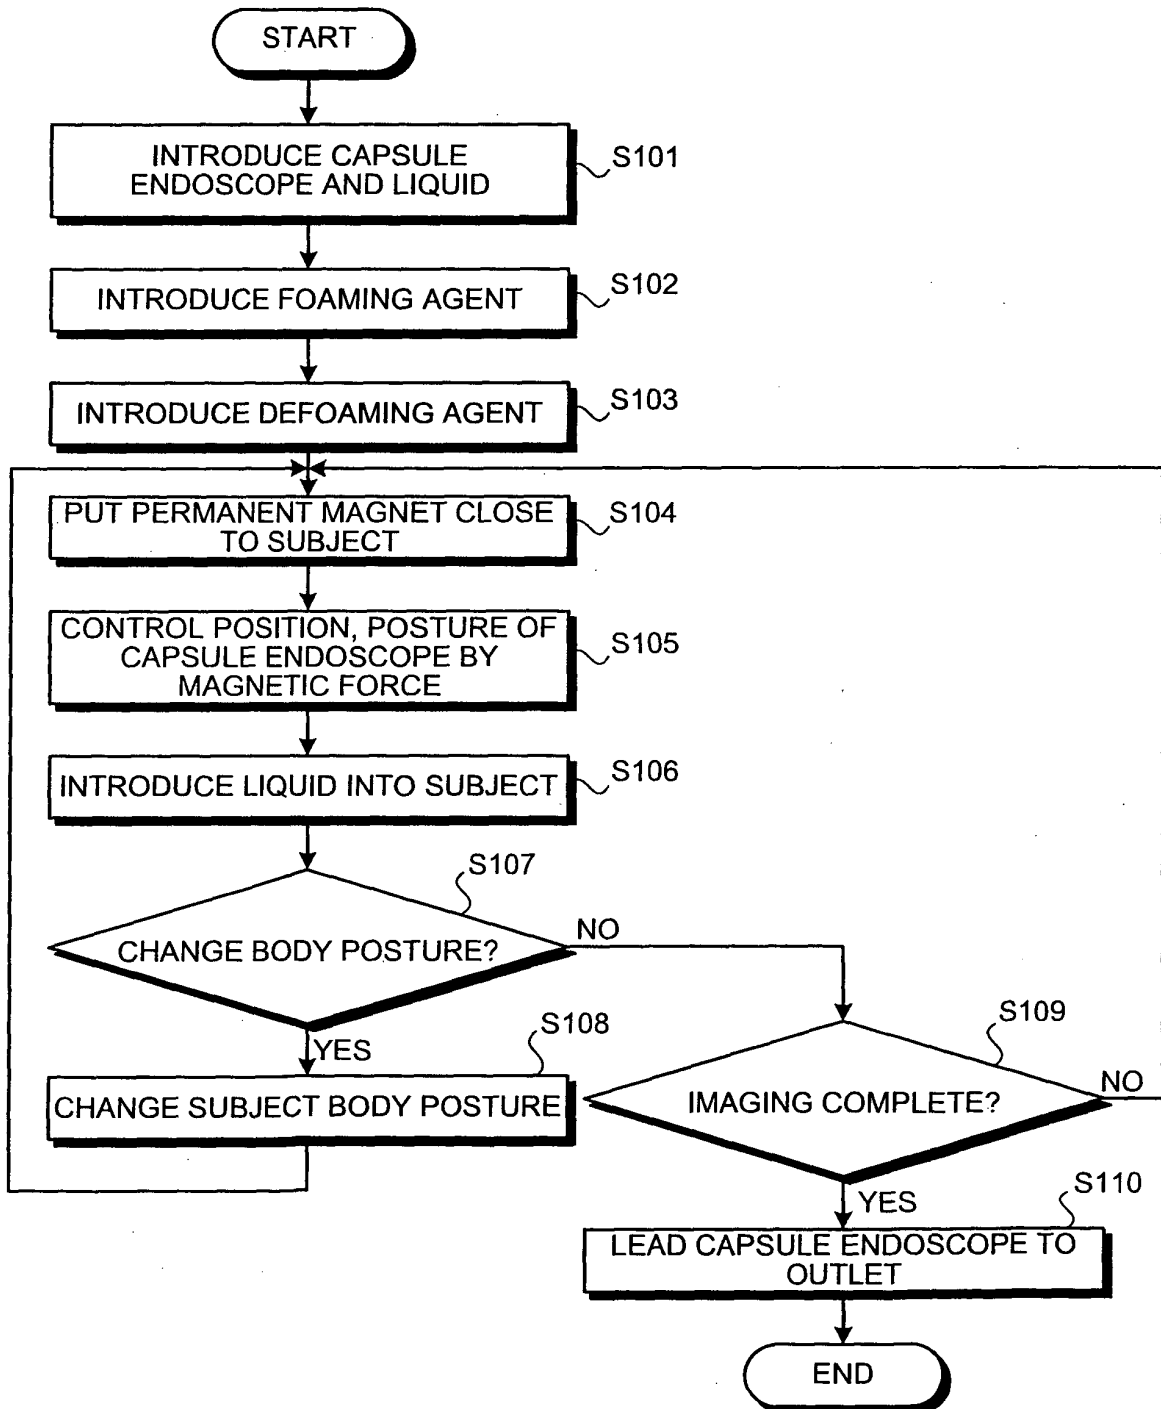 START
INTRODUCE CAPSULE
ENDOSCOPE AND LIQUID
S101
INTRODUCE FOAMING AGENT
S102
INTRODUCE DEFOAMING AGENT
S103
PUT PERMANENT MAGNET CLOSE
TO SUBJECT
S104
CONTROL POSITION, POSTURE OF
CAPSULE ENDOSCOPE BY
MAGNETIC FORCE
S105
INTRODUCE LIQUID INTO SUBJECT
S106
S107
CHANGE BODY POSTURE?
NO
YES
S108
CHANGE SUBJECT BODY POSTURE
S109
IMAGING COMPLETE?
NO
YES
S110
LEAD CAPSULE ENDOSCOPE TO
OUTLET
END